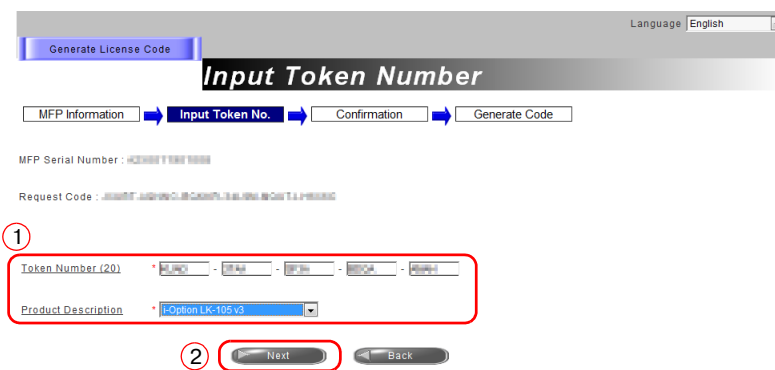 Language English
Generate License Code
Input Token Number
MFP Information Input Token No. Confirmation Generate Code
MFP Serial Number :
Request Code :
1
Token Number (20) * - - - -
Product Description * i-Option LK-105 v3
2 Next Back